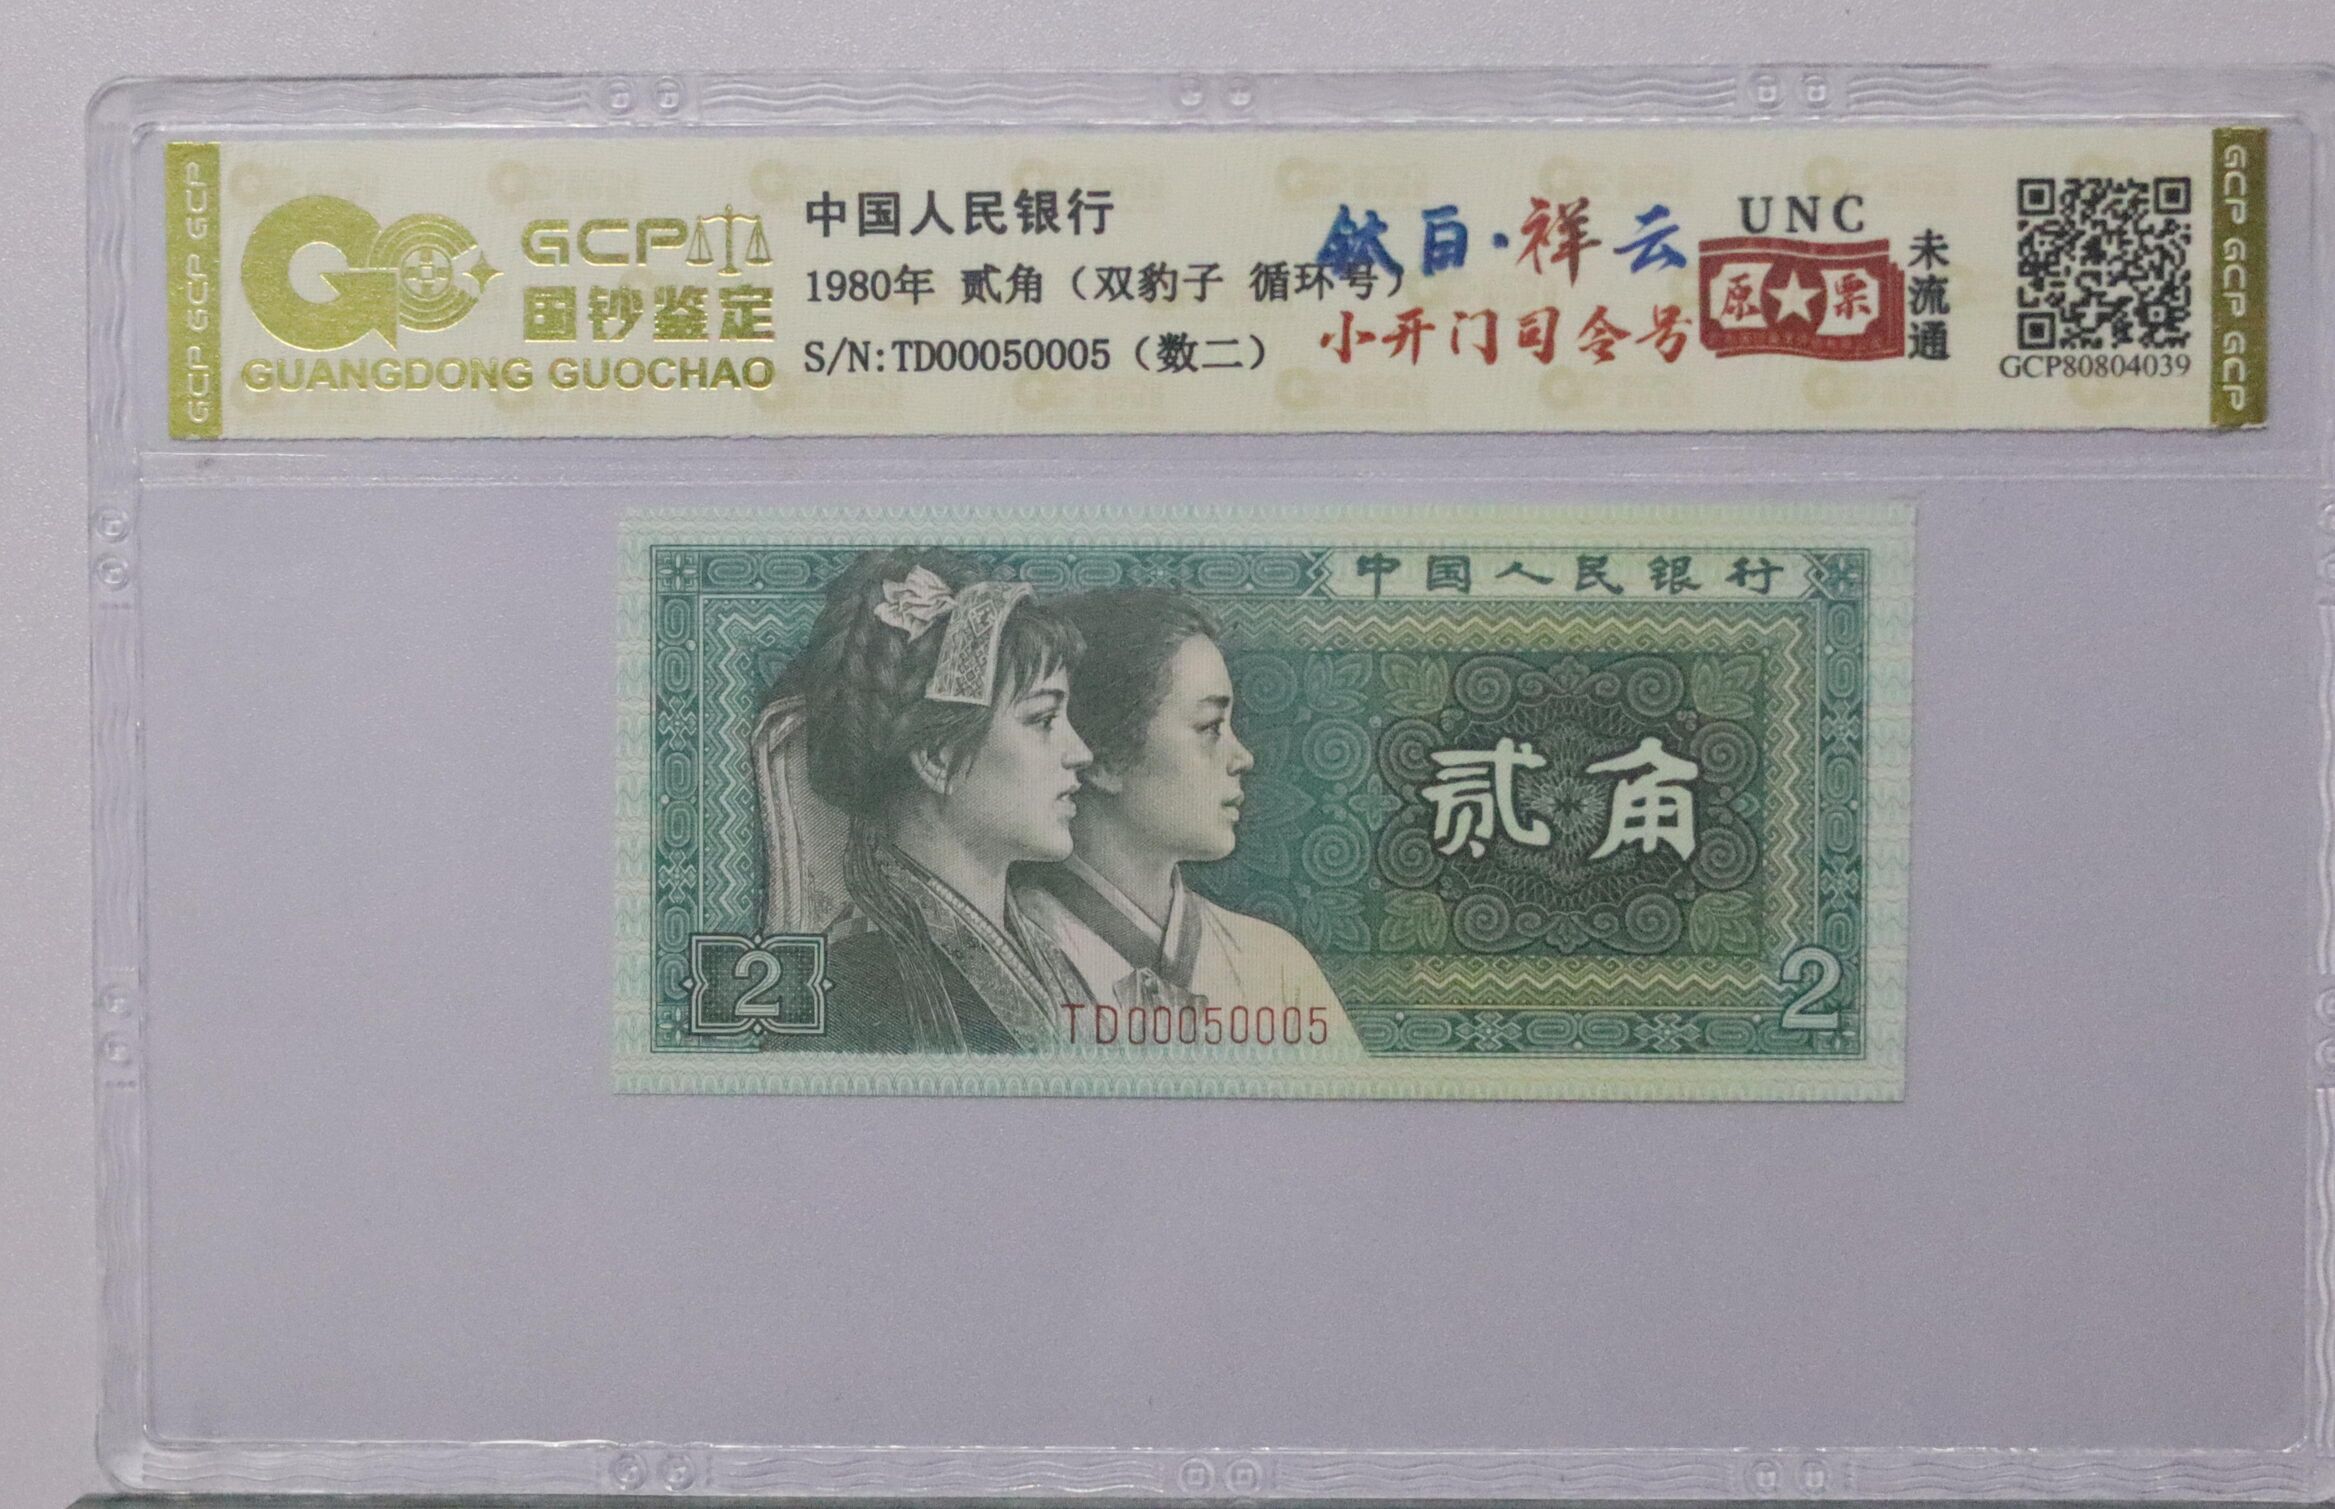 GCP GCP GCP
GCP
国钞鉴定
GUANGDONG GUOCHAO
中国人民银行
1980年 贰角（双豹子 循环号）
S/N:TD00050005（数二）
钛白·祥云
小开门司令号
UNC
原★票
未流通
GCP80804039
GCP GCP GCP
中国人民银行
贰角
2
TD00050005
2